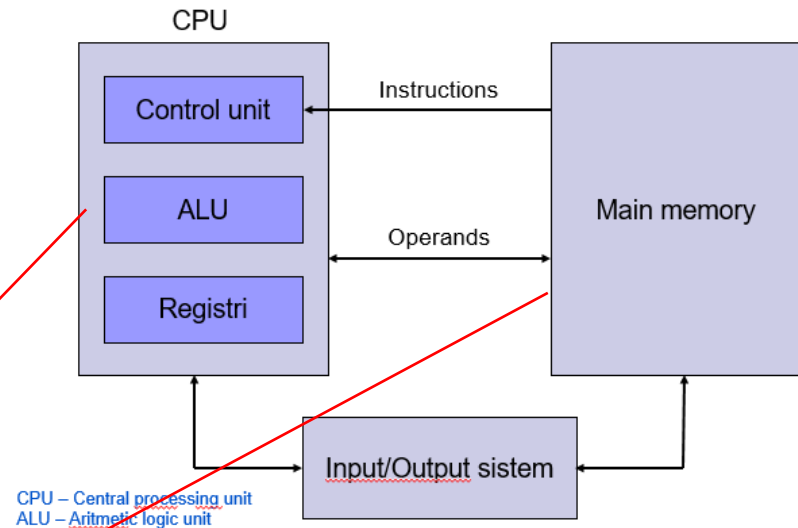 CPU
Control unit
Instructions
ALU
Main memory
Operands
Registri
Input/Output sistem
CPU – Central processing unit
ALU – Aritmetic logic unit